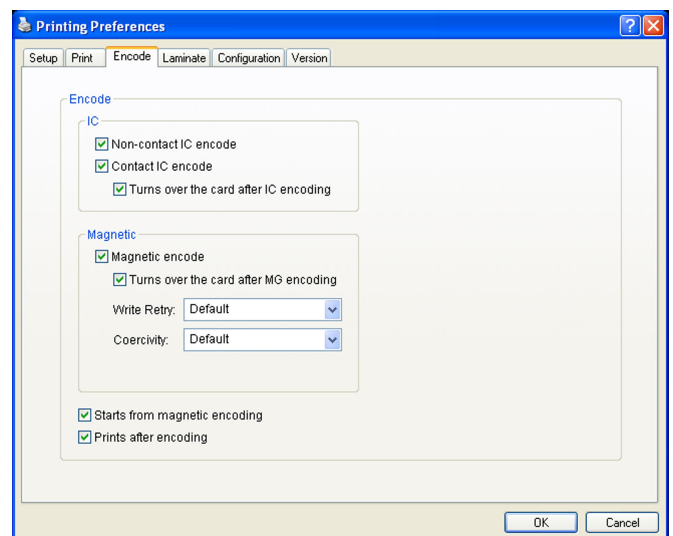 Printing Preferences
Setup Print Encode Laminate Configuration Version
Encode
IC
Non-contact IC encode
Contact IC encode
Turns over the card after IC encoding
Magnetic
Magnetic encode
Turns over the card after MG encoding
Write Retry: Default
Coercivity: Default
Starts from magnetic encoding
Prints after encoding
OK Cancel